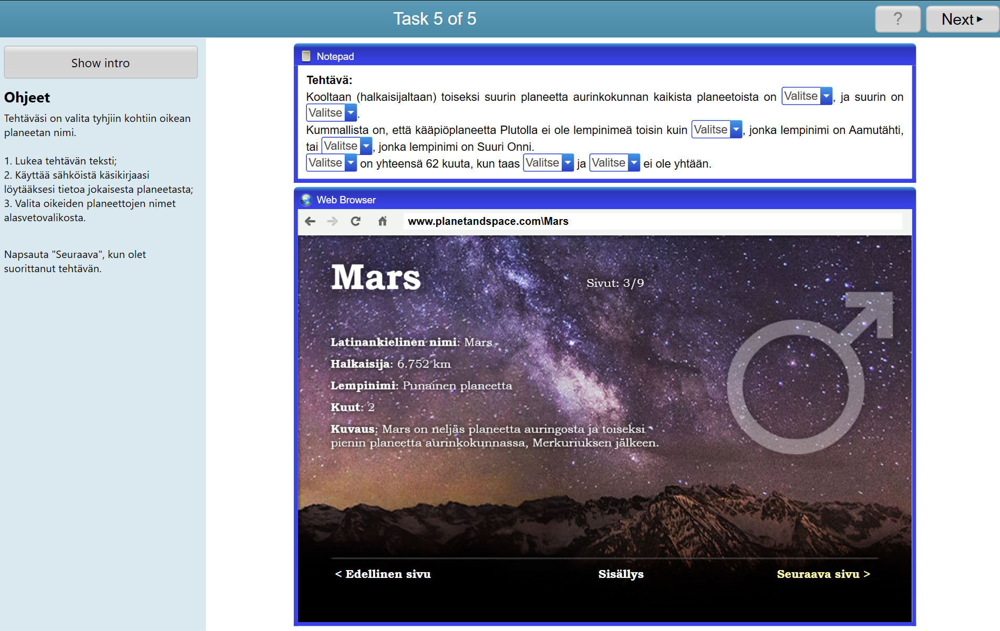 Task 5 of 5
?
Next
Show intro
Ohjeet
Tehtäväsi on valita tyhjiin kohtiin oikean
planeetan nimi.
1. Lukea tehtävän teksti;
2. Käyttää sähköistä käsikirjaasi
löytääksesi tietoa jokaisesta planeetasta;
3. Valita oikeiden planeettojen nimet
alasvetovalikosta.
Napsauta "Seuraava", kun olet
suorittanut tehtävän.
Notepad
Tehtävä:
Kooltaan (halkaisijaltaan) toiseksi suurin planeetta aurinkokunnan kaikista planeetoista on Valitse, ja suurin on
Valitse.
Kummallista on, että kääpiöplaneetta Plutolla ei ole lempinimeä toisin kuin Valitse, jonka lempinimi on Aamutähti,
tai Valitse, jonka lempinimi on Suuri Onni.
Valitse on yhteensä 62 kuuta, kun taas Valitse ja Valitse ei ole yhtään.
Web Browser
www.planetandspace.com\Mars
Mars
Sivut: 3/9
Latinankielinen nimi: Mars
Halkaisija: 6.752 km
Lempinimi: Punainen planeetta
Kuut: 2
Kuvaus: Mars on neljäs planeetta auringosta ja toiseksi
pienin planeetta aurinkokunnassa, Merkuriuksen jälkeen.
< Edellinen sivu
Sisällys
Seuraava sivu >